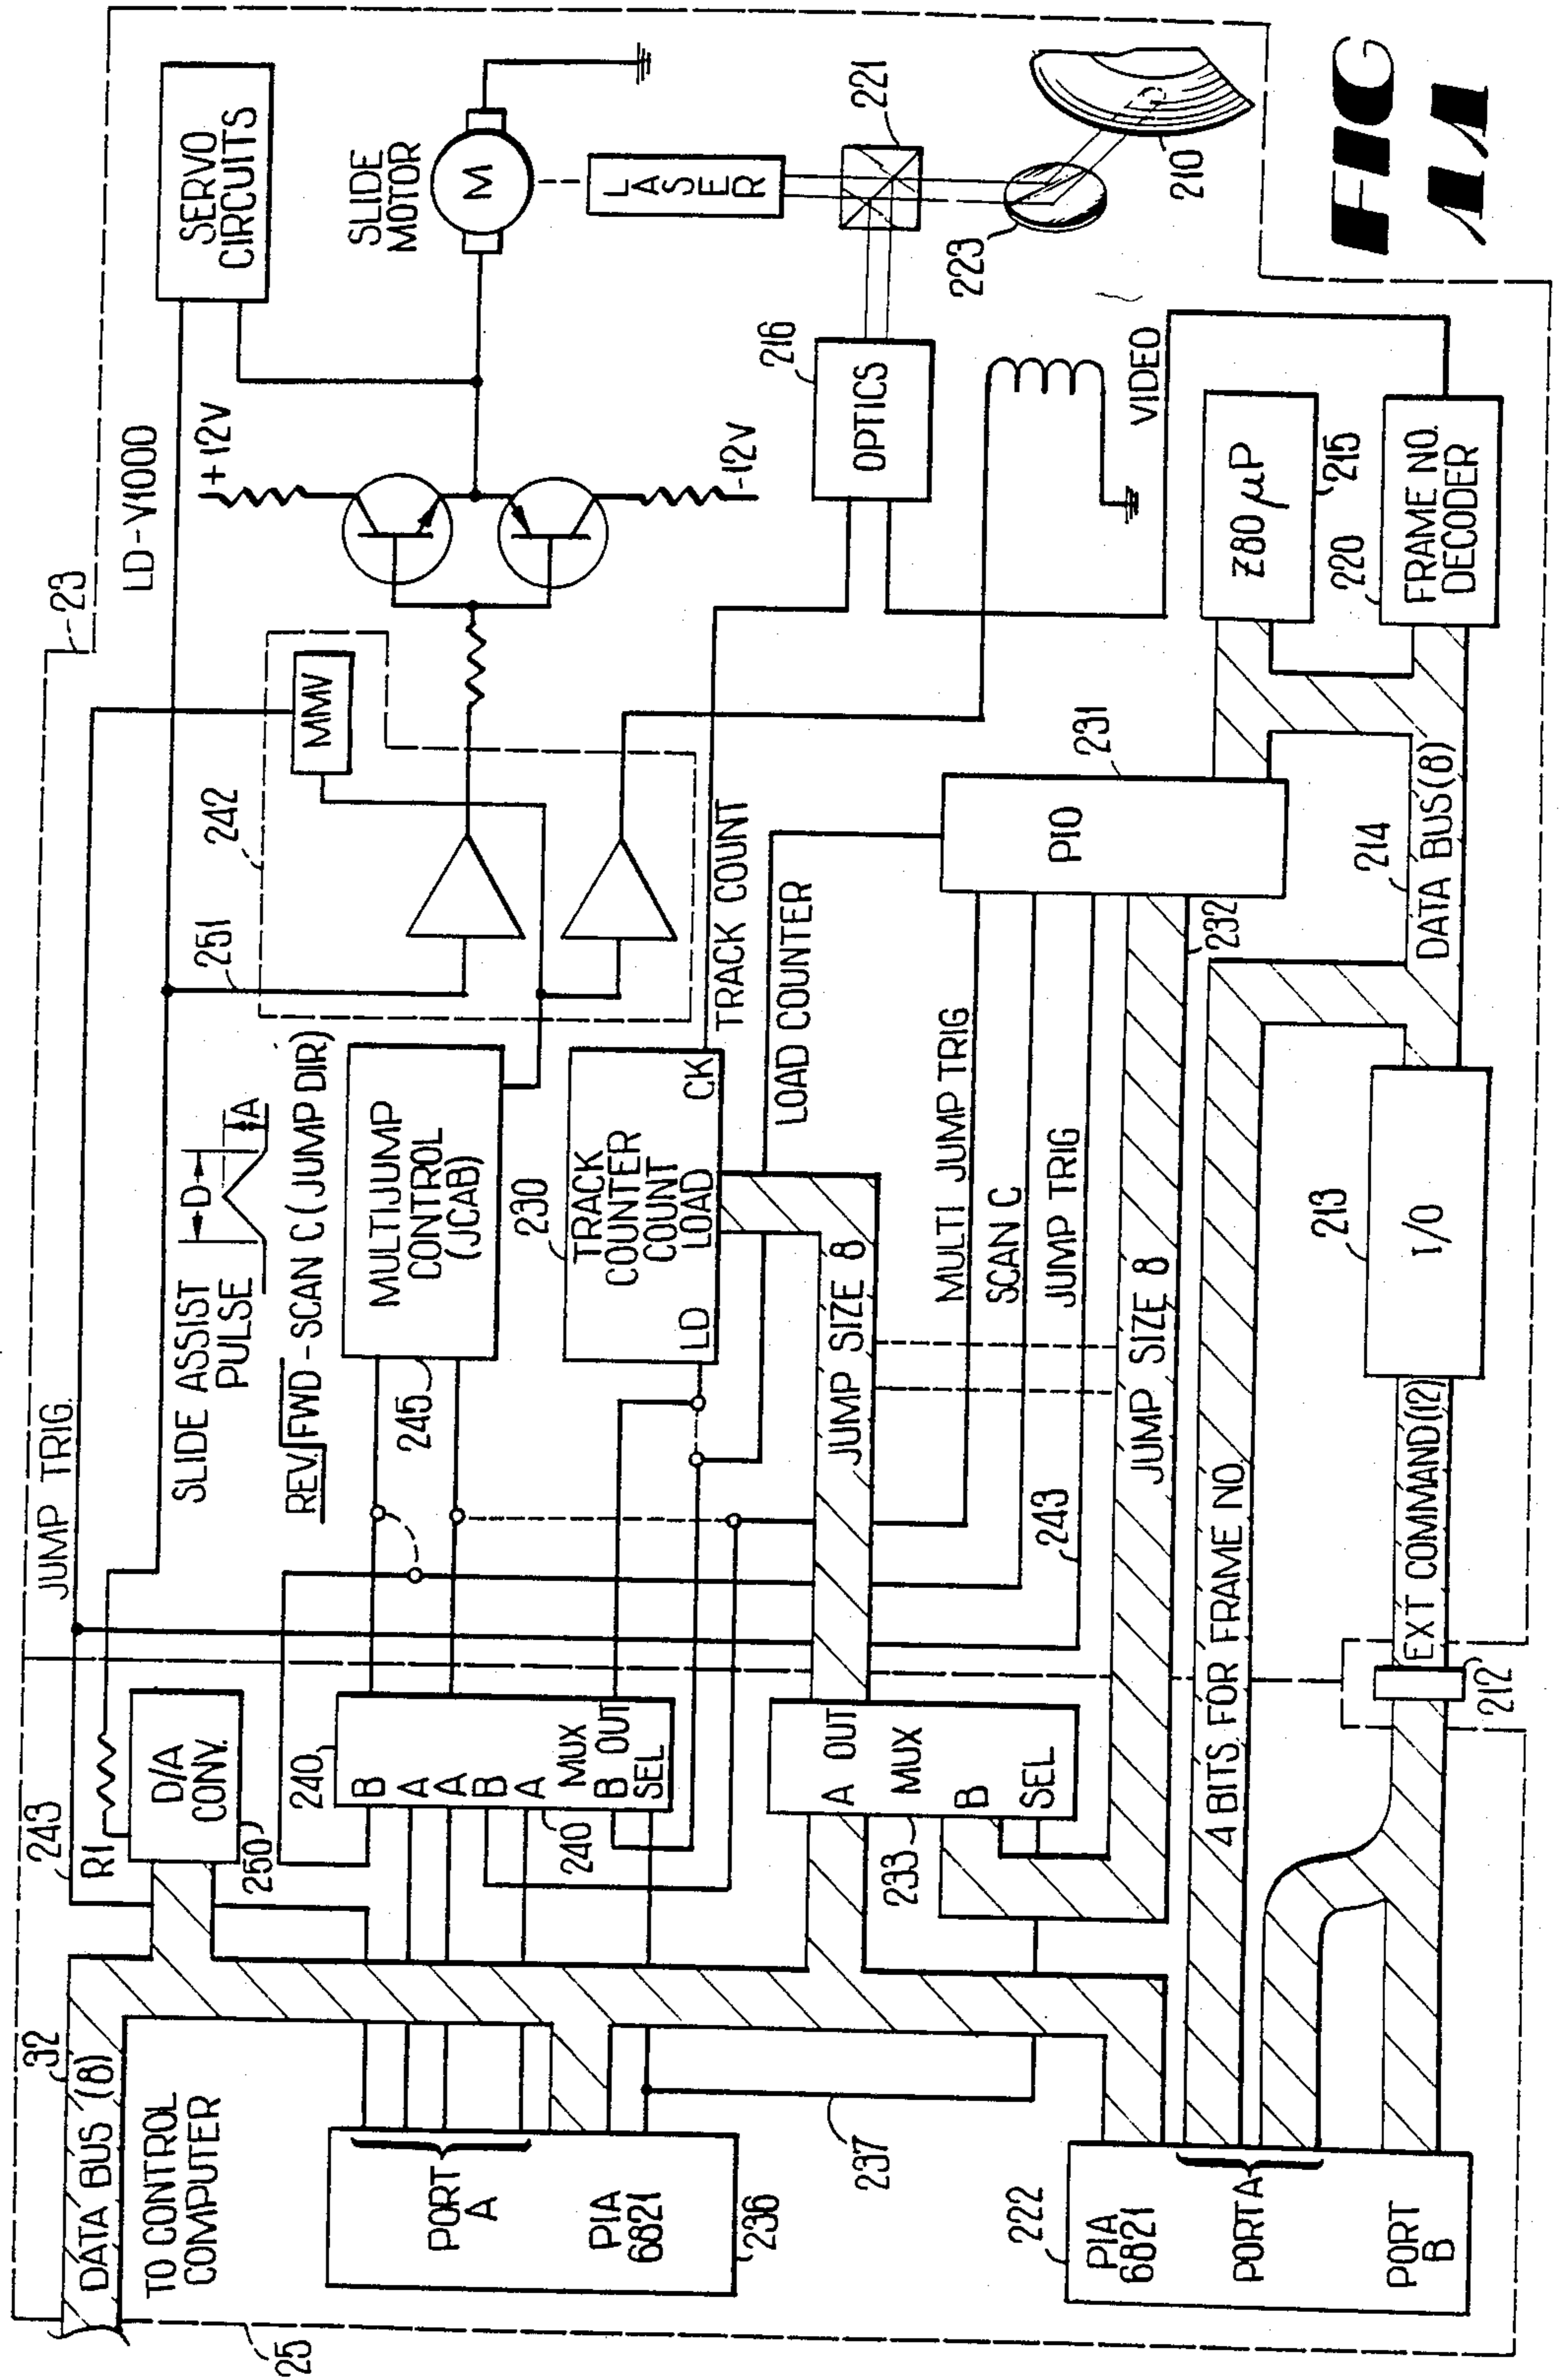 23
LD-V1000
SERVO
CIRCUITS
+12V
SLIDE
MOTOR
M
LASER
221
223
210
216
OPTICS
-12V
VIDEO
FIG
1A
Z80 µP
215
220
FRAME NO.
DECODER
JUMP TRIG.
SLIDE ASSIST
PULSE
D
A
REV. FWD - SCAN C (JUMP DIR)
251
242
MMV
MULTIJUMP
CONTROL
(JCAB)
245
230
TRACK
COUNTER
COUNT
LOAD
LD
CK
TRACK COUNT
LOAD COUNTER
JUMP SIZE 8
MULTI JUMP TRIG
SCAN C
JUMP TRIG
243
PIO
231
232
JUMP SIZE 8
214
DATA BUS (8)
4 BITS FOR FRAME NO.
213
I/O
EXT COMMAND (12)
212
32
DATA BUS (8)
TO CONTROL
COMPUTER
25
243
R1
D/A
CONV.
250
240
B
A
A
B
A
MUX
B OUT
SEL
240
A OUT
MUX
B
SEL
233
PORT
A
PIA
6821
236
237
222
PIA
6821
PORT A
PORT
B